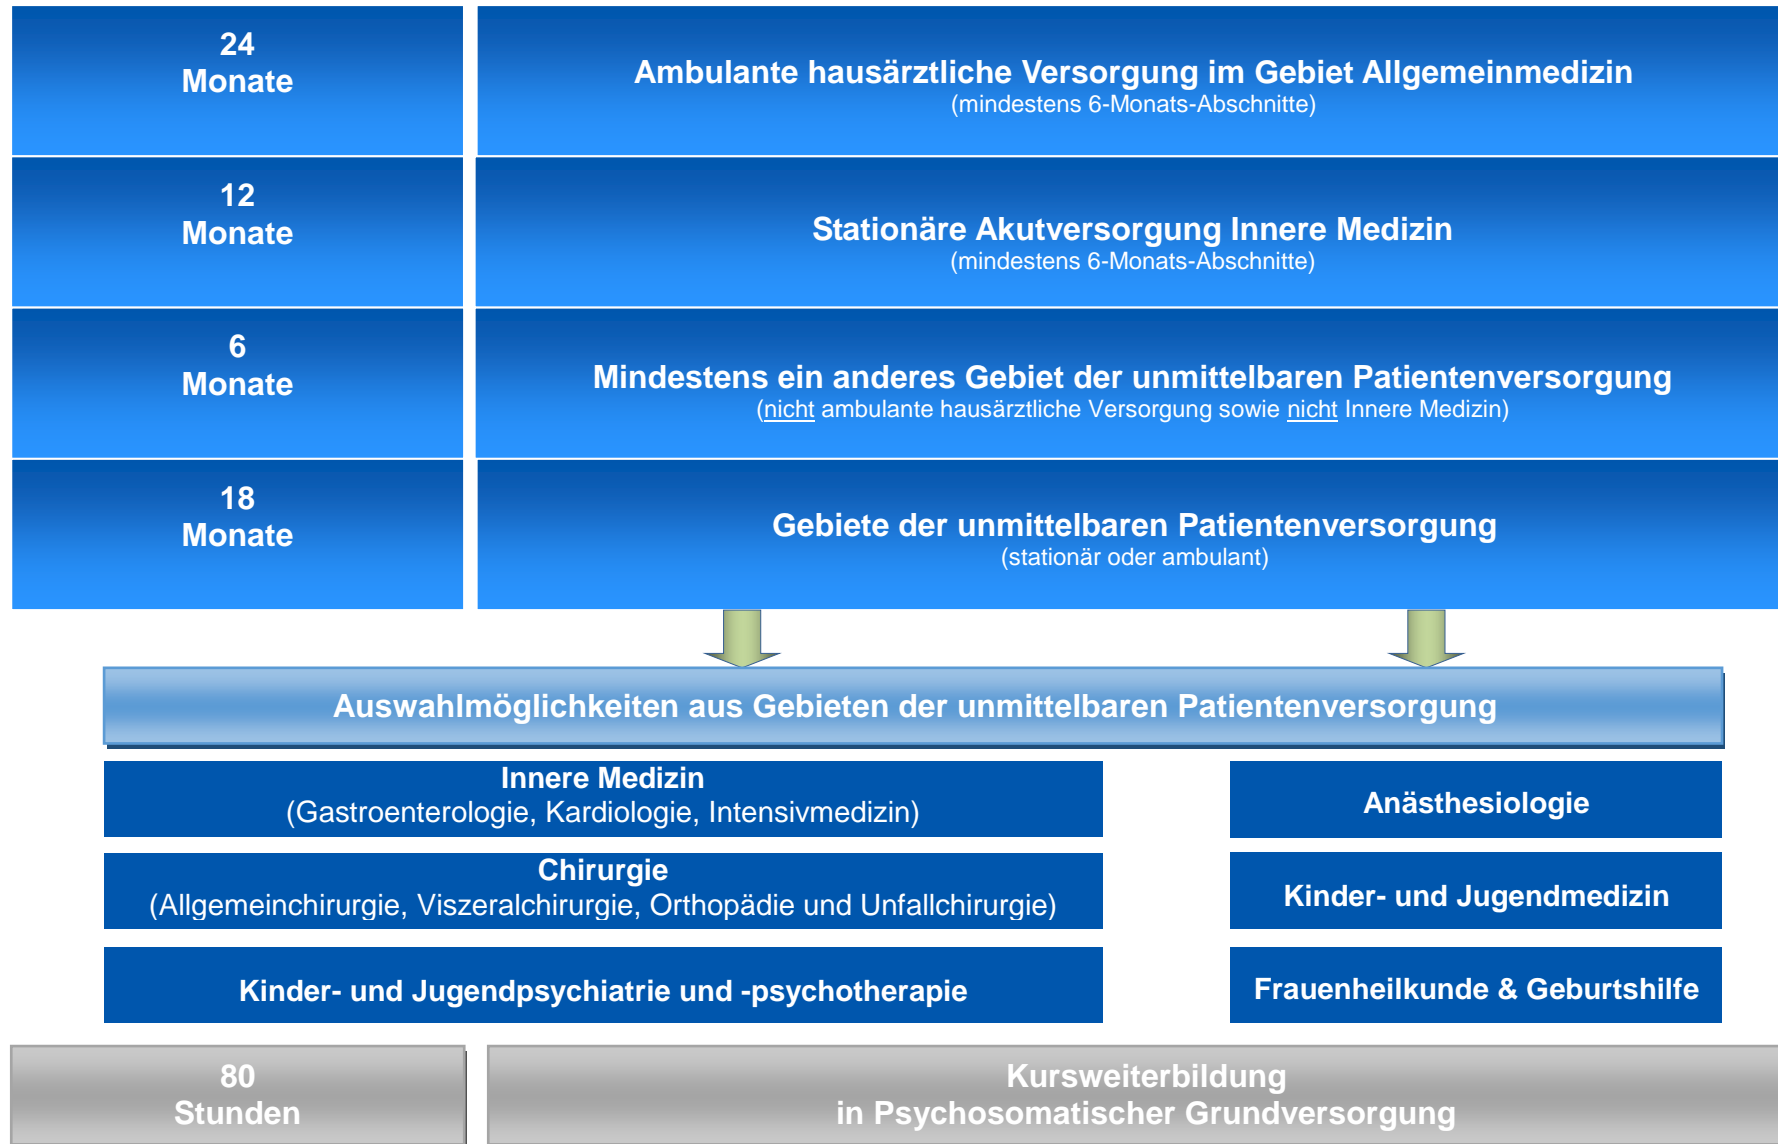 24
Monate
Ambulante hausärztliche Versorgung im Gebiet Allgemeinmedizin
(mindestens 6-Monats-Abschnitte)
12
Monate
Stationäre Akutversorgung Innere Medizin
(mindestens 6-Monats-Abschnitte)
6
Monate
Mindestens ein anderes Gebiet der unmittelbaren Patientenversorgung
(nicht ambulante hausärztliche Versorgung sowie nicht Innere Medizin)
18
Monate
Gebiete der unmittelbaren Patientenversorgung
(stationär oder ambulant)
Auswahlmöglichkeiten aus Gebieten der unmittelbaren Patientenversorgung
Innere Medizin
(Gastroenterologie, Kardiologie, Intensivmedizin)
Anästhesiologie
Chirurgie
(Allgemeinchirurgie, Viszeralchirurgie, Orthopädie und Unfallchirurgie)
Kinder- und Jugendmedizin
Kinder- und Jugendpsychiatrie und -psychotherapie
Frauenheilkunde & Geburtshilfe
80
Stunden
Kursweiterbildung
in Psychosomatischer Grundversorgung